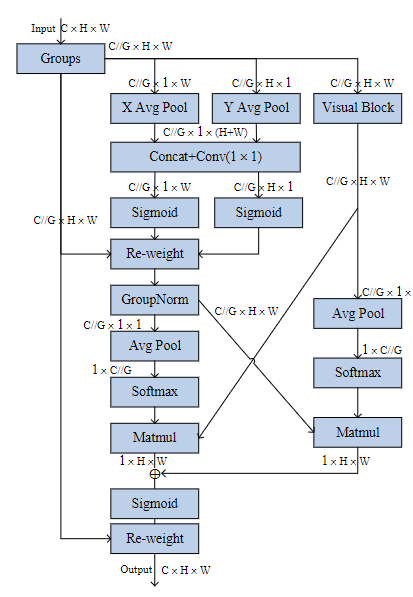 Input C × H × W
C//G × H × W
Groups
C//G × 1 × W
C//G × H × 1
C//G × H × W
X Avg Pool
Y Avg Pool
Visual Block
C//G × 1 × (H+W)
Concat+Conv(1 × 1)
C//G × 1 × W
C//G × H × 1
C//G × H × W
Sigmoid
Sigmoid
C//G × H × W
Re-weight
GroupNorm
C//G × 1 ×
C//G × H × W
Avg Pool
C//G × 1 × 1
Avg Pool
1 × C//G
1 × C//G
Softmax
Softmax
Matmul
Matmul
1 × H × W
1 × H × W
Sigmoid
Re-weight
Output C × H × W